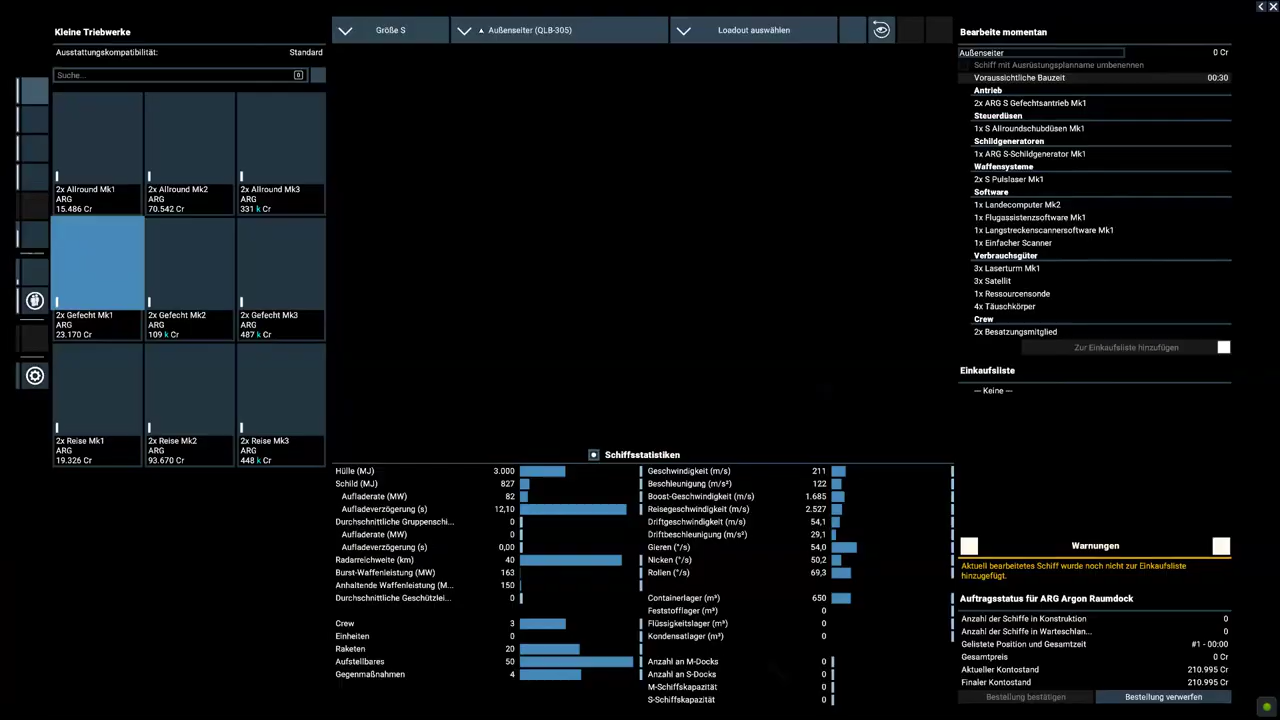 Kleine Triebwerke
Ausstattungskompatibilität: Standard
Suche...
2x Allround Mk1
ARG
15.486 Cr
2x Allround Mk2
ARG
70.542 Cr
2x Allround Mk3
ARG
331 k Cr
2x Gefecht Mk1
ARG
23.170 Cr
2x Gefecht Mk2
ARG
109 k Cr
2x Gefecht Mk3
ARG
487 k Cr
2x Reise Mk1
ARG
19.326 Cr
2x Reise Mk2
ARG
93.670 Cr
2x Reise Mk3
ARG
448 k Cr
Größe S
Außenseiter (QLB-305)
Loadout auswählen
Schiffsstatistiken
Hülle (MJ) 3.000
Schild (MJ) 827
Aufladerate (MW) 82
Aufladeverzögerung (s) 12,10
Durchschnittliche Gruppenschi... 0
Aufladerate (MW) 0
Aufladeverzögerung (s) 0,00
Radarreichweite (km) 40
Burst-Waffenleistung (MW) 163
Anhaltende Waffenleistung (M... 150
Durchschnittliche Geschützlei... 0
Crew 3
Einheiten 0
Raketen 20
Aufstellbares 50
Gegenmaßnahmen 4
Geschwindigkeit (m/s) 211
Beschleunigung (m/s²) 122
Boost-Geschwindigkeit (m/s) 1.685
Reisegeschwindigkeit (m/s) 2.527
Driftgeschwindigkeit (m/s) 54,1
Driftbeschleunigung (m/s²) 29,1
Gieren (°/s) 54,0
Nicken (°/s) 50,2
Rollen (°/s) 69,3
Containerlager (m³) 650
Feststofflager (m³) 0
Flüssigkeitslager (m³) 0
Kondensatlager (m³) 0
Anzahl an M-Docks 0
Anzahl an S-Docks 0
M-Schiffskapazität 0
S-Schiffskapazität 0
Bearbeite momentan
Außenseiter 0 Cr
Schiff mit Ausrüstungsplanname umbenennen
Voraussichtliche Bauzeit 00:30
Antrieb
2x ARG S Gefechtsantrieb Mk1
Steuerdüsen
1x S Allroundschubdüsen Mk1
Schildgeneratoren
1x ARG S-Schildgenerator Mk1
Waffensysteme
2x S Pulslaser Mk1
Software
1x Landecomputer Mk2
1x Flugassistenzsoftware Mk1
1x Langstreckenscannersoftware Mk1
1x Einfacher Scanner
Verbrauchsgüter
3x Laserturm Mk1
3x Satellit
1x Ressourcensonde
4x Täuschkörper
Crew
2x Besatzungsmitglied
Zur Einkaufsliste hinzufügen
Einkaufsliste
— Keine —
Warnungen
Aktuell bearbeitetes Schiff wurde noch nicht zur Einkaufsliste
hinzugefügt.
Auftragsstatus für ARG Argon Raumdock
Anzahl der Schiffe in Konstruktion 0
Anzahl der Schiffe in Warteschlan... 0
Gelistete Position und Gesamtzeit #1 - 00:00
Gesamtpreis 0 Cr
Aktueller Kontostand 210.995 Cr
Finaler Kontostand 210.995 Cr
Bestellung bestätigen
Bestellung verwerfen